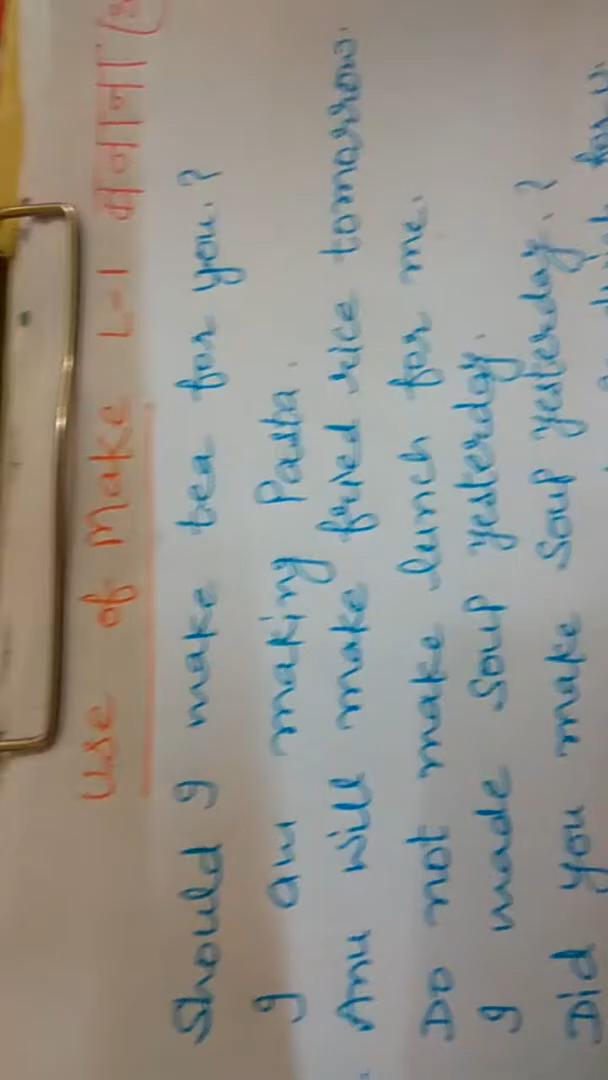 Use of Make L-1 बनाना
Should I make tea for you.?
I am making Pasta.
Anu will make fried rice tomorrow.
Do not make lunch for me.
I made Soup yesterday.
Did you make Soup yesterday.?